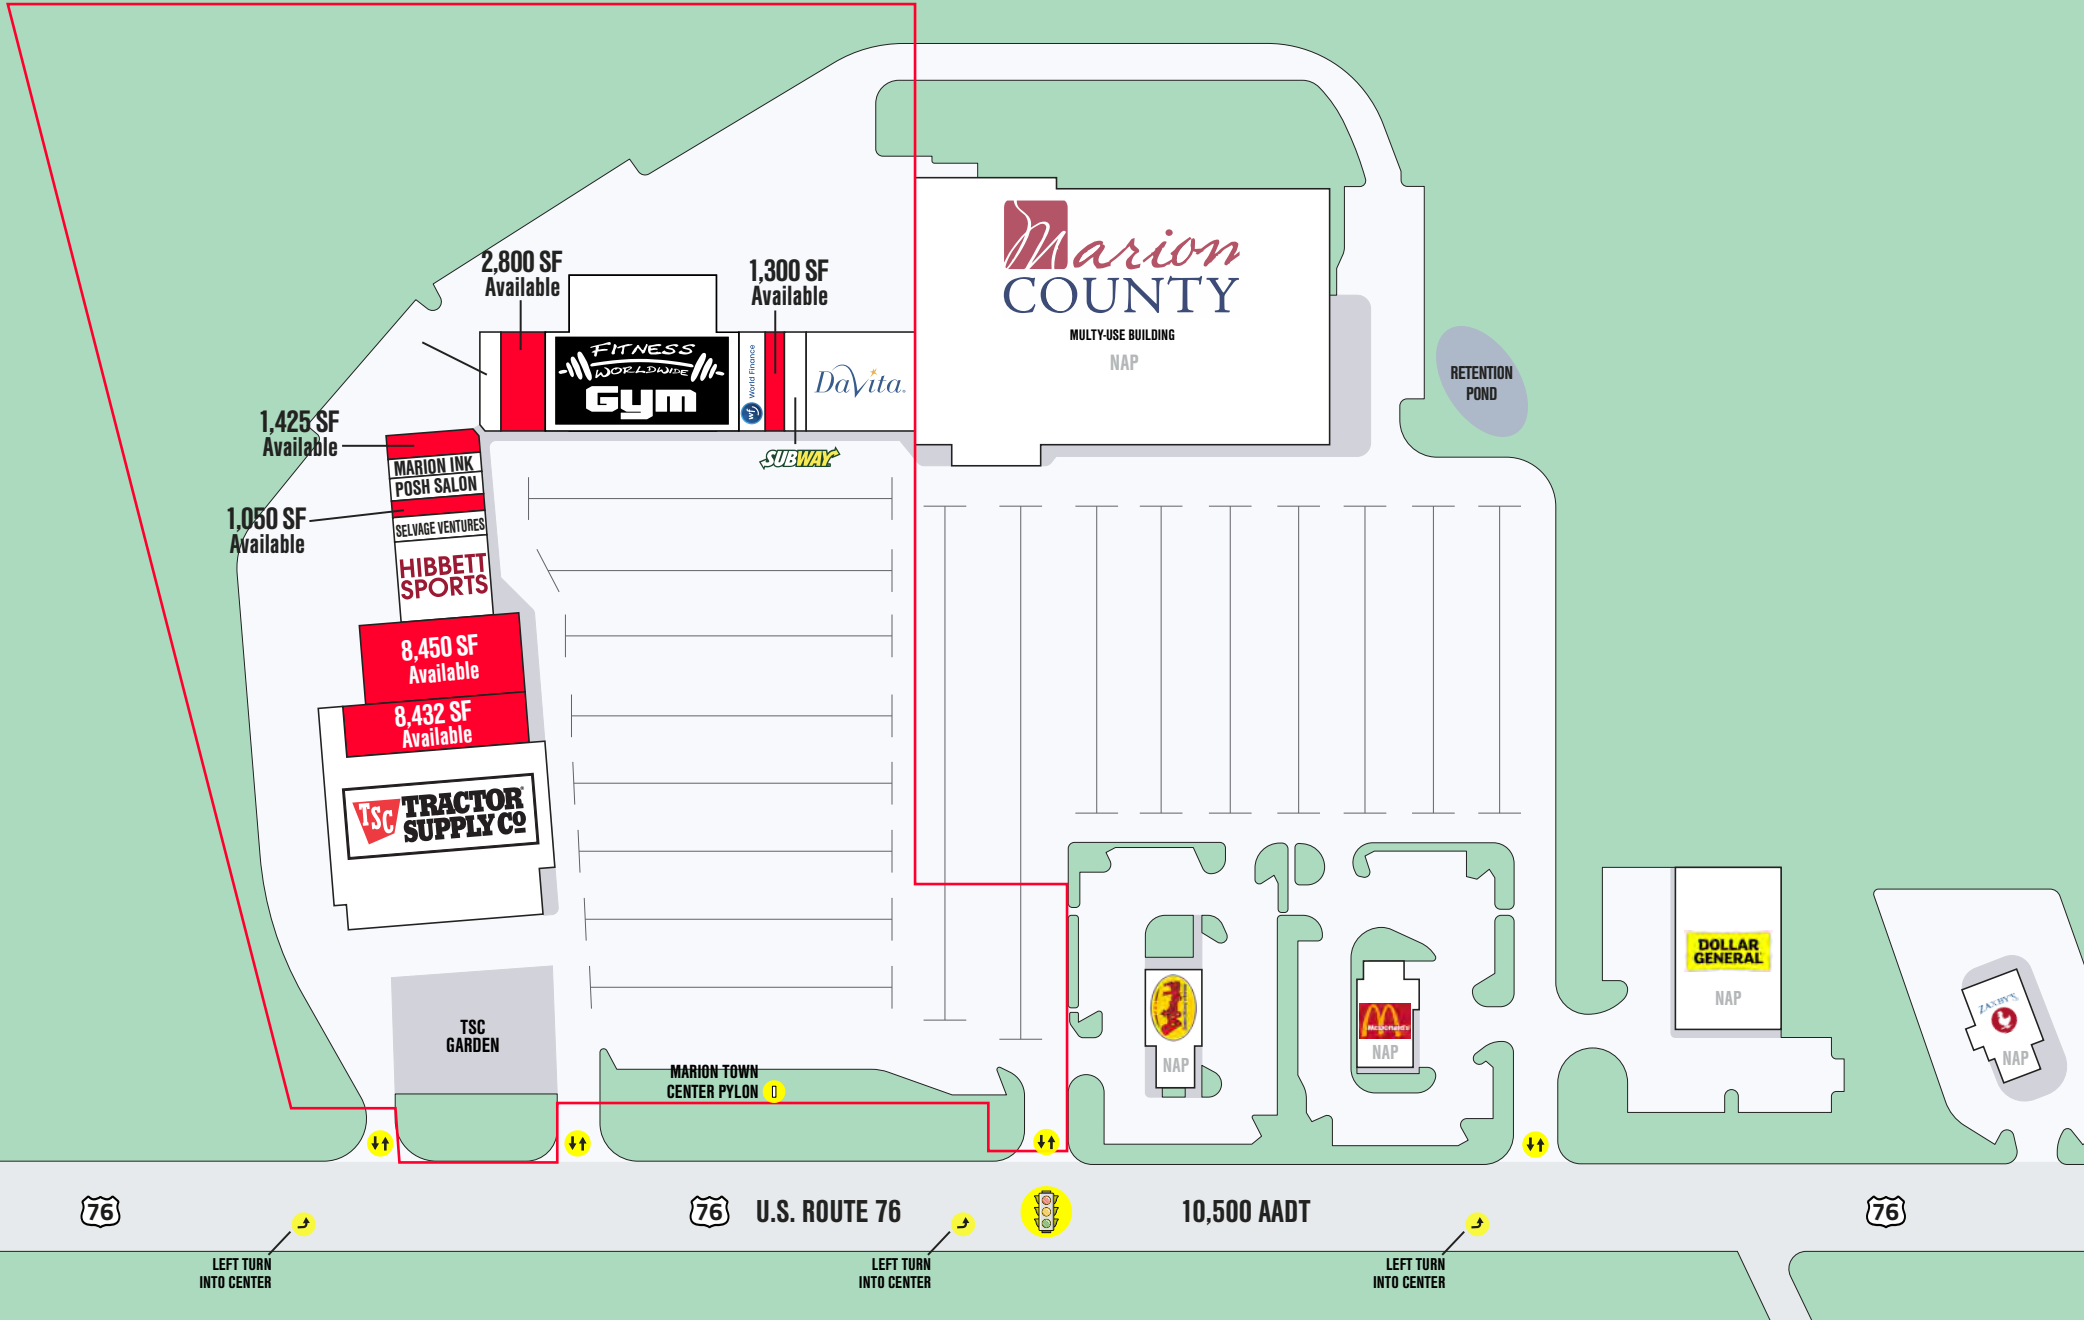 2,800 SF
Available
1,300 SF
Available
Marion
COUNTY
MULTY-USE BUILDING
NAP
FITNESS
WORLDWIDE
Gym
wf
World Finance
DaVita.
SUBWAY
RETENTION
POND
1,425 SF
Available
MARION INK
POSH SALON
1,050 SF
Available
SELVAGE VENTURES
HIBBETT
SPORTS
8,450 SF
Available
8,432 SF
Available
TSC
TRACTOR
SUPPLY CO
TSC
GARDEN
MARION TOWN
CENTER PYLON
NAP
McDonald's
NAP
DOLLAR
GENERAL
NAP
ZAXBY'S
NAP
76
76
U.S. ROUTE 76
10,500 AADT
76
LEFT TURN
INTO CENTER
LEFT TURN
INTO CENTER
LEFT TURN
INTO CENTER